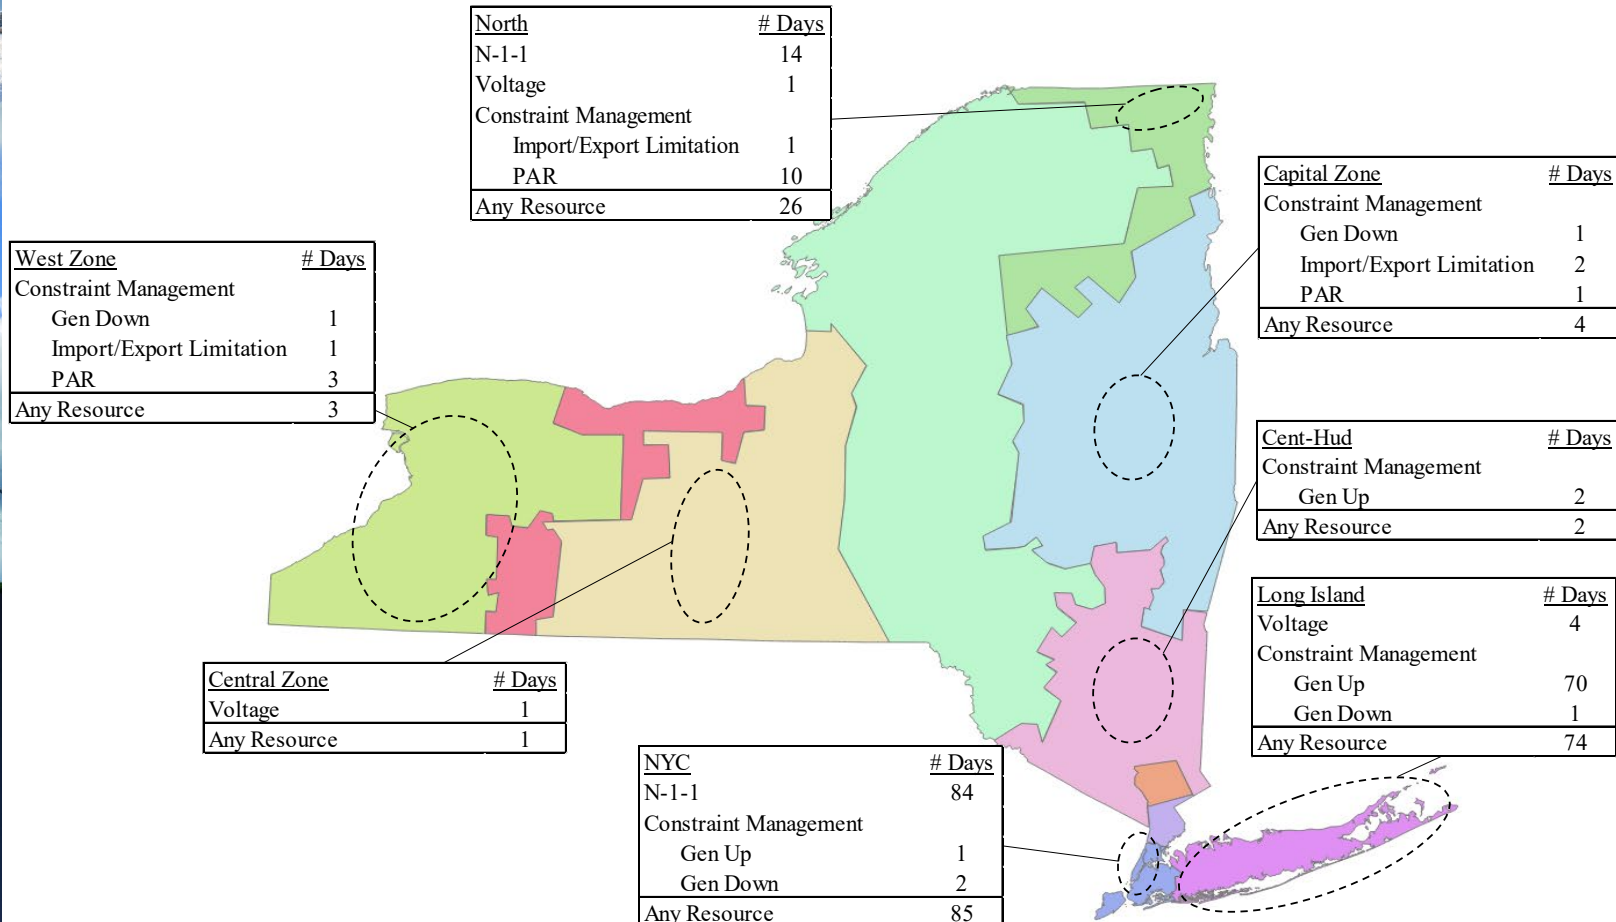 North # Days
N-1-1 14
Voltage 1
Constraint Management
Import/Export Limitation 1
PAR 10
Any Resource 26
Capital Zone # Days
Constraint Management
Gen Down 1
Import/Export Limitation 2
PAR 1
Any Resource 4
West Zone # Days
Constraint Management
Gen Down 1
Import/Export Limitation 1
PAR 3
Any Resource 3
Cent-Hud # Days
Constraint Management
Gen Up 2
Any Resource 2
Long Island # Days
Voltage 4
Constraint Management
Gen Up 70
Gen Down 1
Any Resource 74
Central Zone # Days
Voltage 1
Any Resource 1
NYC # Days
N-1-1 84
Constraint Management
Gen Up 1
Gen Down 2
Any Resource 85